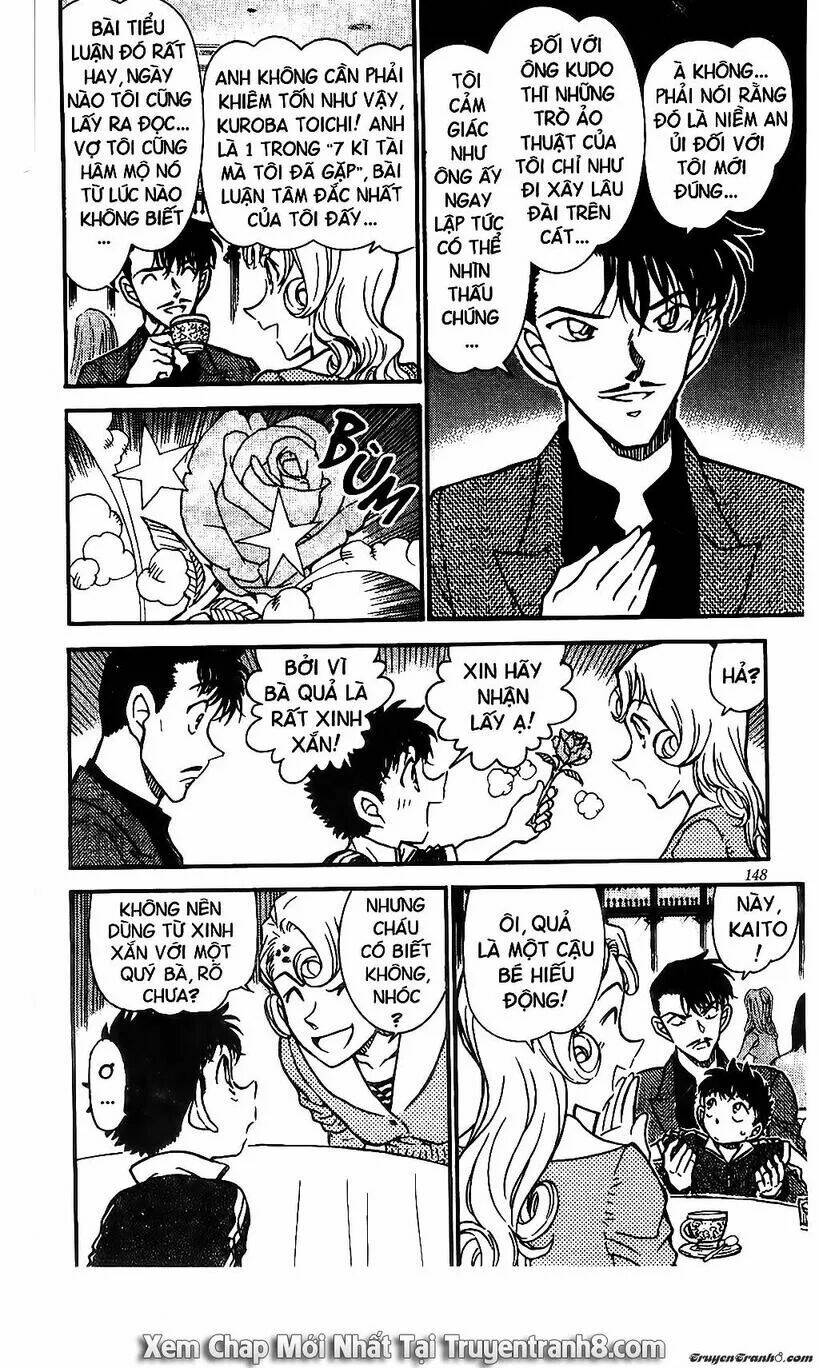 À KHÔNG...
PHẢI NÓI RẰNG
ĐÓ LÀ NIỀM AN
ỦI ĐỐI VỚI
TÔI MỚI
ĐÚNG...
ĐỐI VỚI
ÔNG KUDO
THÌ NHỮNG
TRÒ ẢO
THUẬT CỦA
TÔI CHỈ NHƯ
ĐI XÂY LÂU
ĐÀI TRÊN
CÁT...
TÔI
CẢM
GIÁC
NHƯ
ÔNG ẤY
NGAY
LẬP TỨC
CÓ THỂ
NHÌN
THẤU
CHÚNG
...
ANH KHÔNG CẦN PHẢI
KHIÊM TỐN NHƯ VẬY,
KUROBA TOICHI! ANH
LÀ 1 TRONG "7 KÌ TÀI
MÀ TÔI ĐÃ GẶP", BÀI
LUẬN TÂM ĐẮC NHẤT
CỦA TÔI ĐẤY...
BÀI TIỂU
LUẬN ĐÓ RẤT
HAY, NGÀY
NÀO TÔI CŨNG
LẤY RA ĐỌC...
VỢ TÔI CŨNG
HÂM MỘ NÓ
TỪ LÚC NÀO
KHÔNG BIẾT
...
BÙM
HẢ?
XIN HÃY
NHẬN
LẤY Ạ!
BỞI VÌ
BÀ QUẢ LÀ
RẤT XINH
XẮN!
148
NÀY,
KAITO
!
ÔI, QUẢ
LÀ MỘT CẬU
BÉ HIẾU
ĐỘNG!
NHƯNG
CHÁU
CÓ BIẾT
KHÔNG,
NHÓC
?
KHÔNG NÊN
DÙNG TỪ XINH
XẮN VỚI MỘT
QUÝ BÀ, RÕ
CHƯA?
Ơ
...
Xem Chap Mới Nhất Tại Truyentranh8.com
TruyenTranh8.com